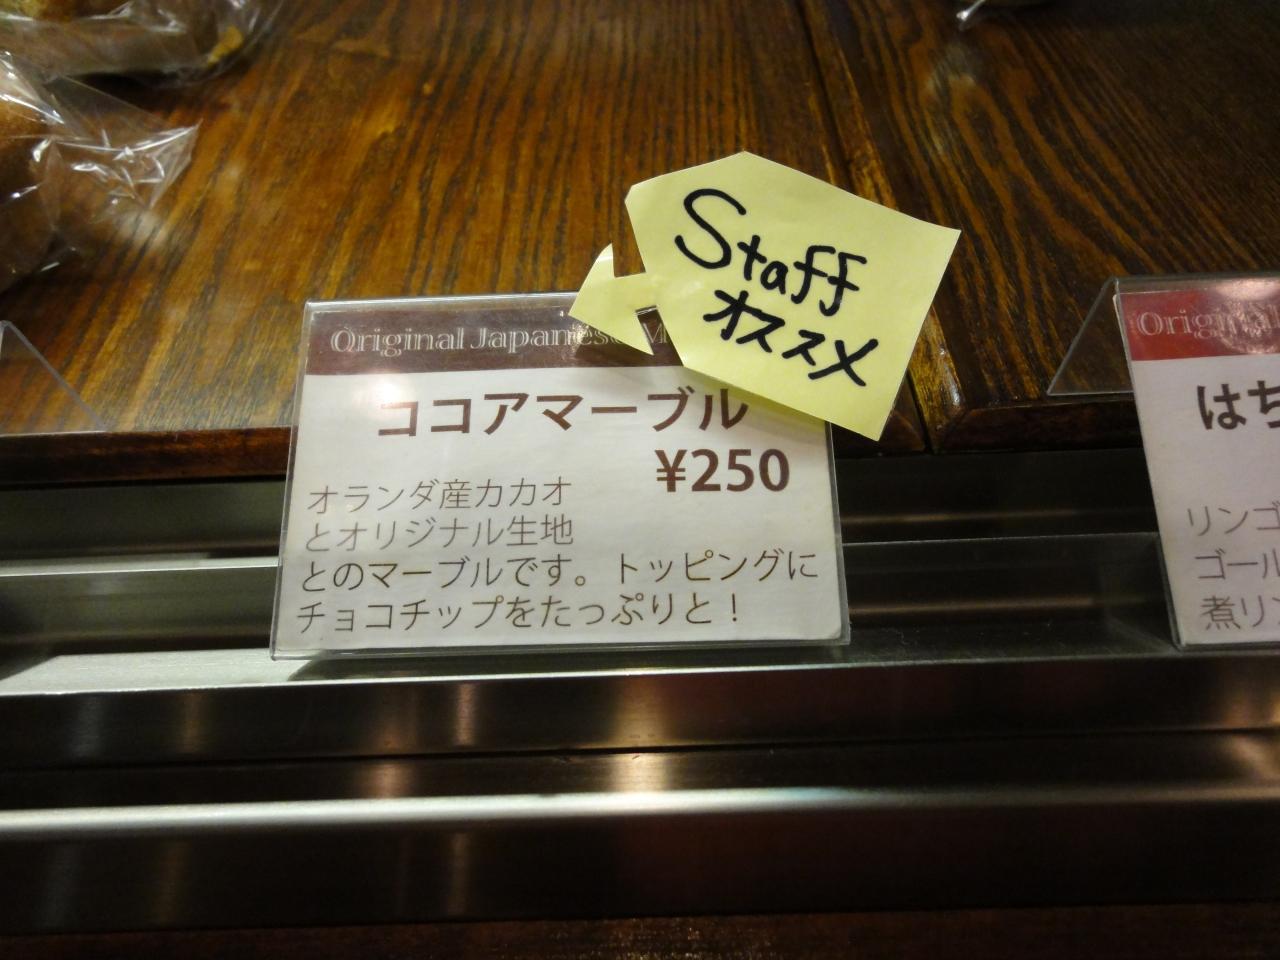 Staff
オススメ
Original Japanese M
ココアマーブル
¥250
オランダ産カカオ
とオリジナル生地
とのマーブルです。トッピングに
チョコチップをたっぷりと！
Original
はち
リンゴ
ゴール
煮リン